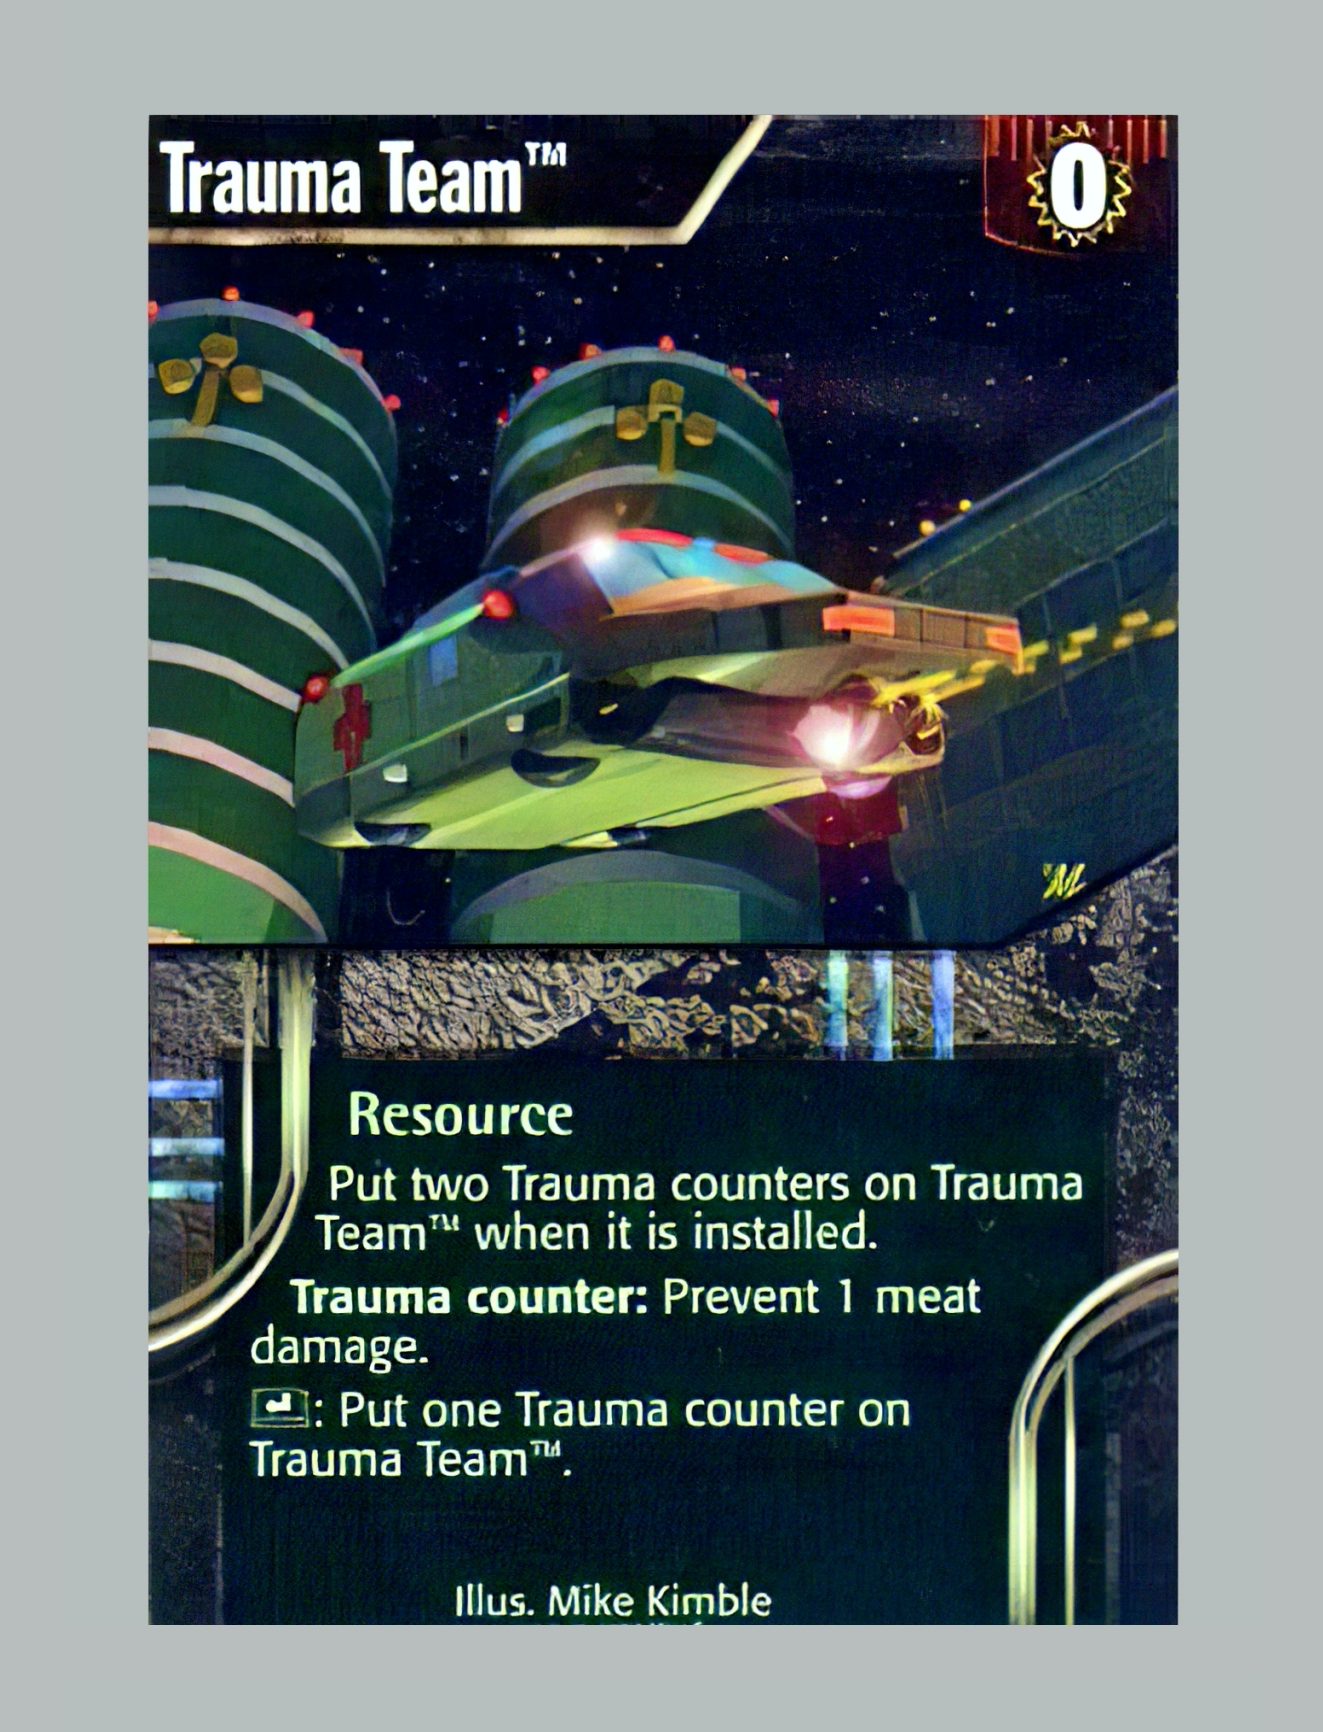 Trauma Team™
0
Resource
Put two Trauma counters on Trauma
Team™ when it is installed.
Trauma counter: Prevent 1 meat
damage.
: Put one Trauma counter on
Trauma Team™.
Illus. Mike Kimble